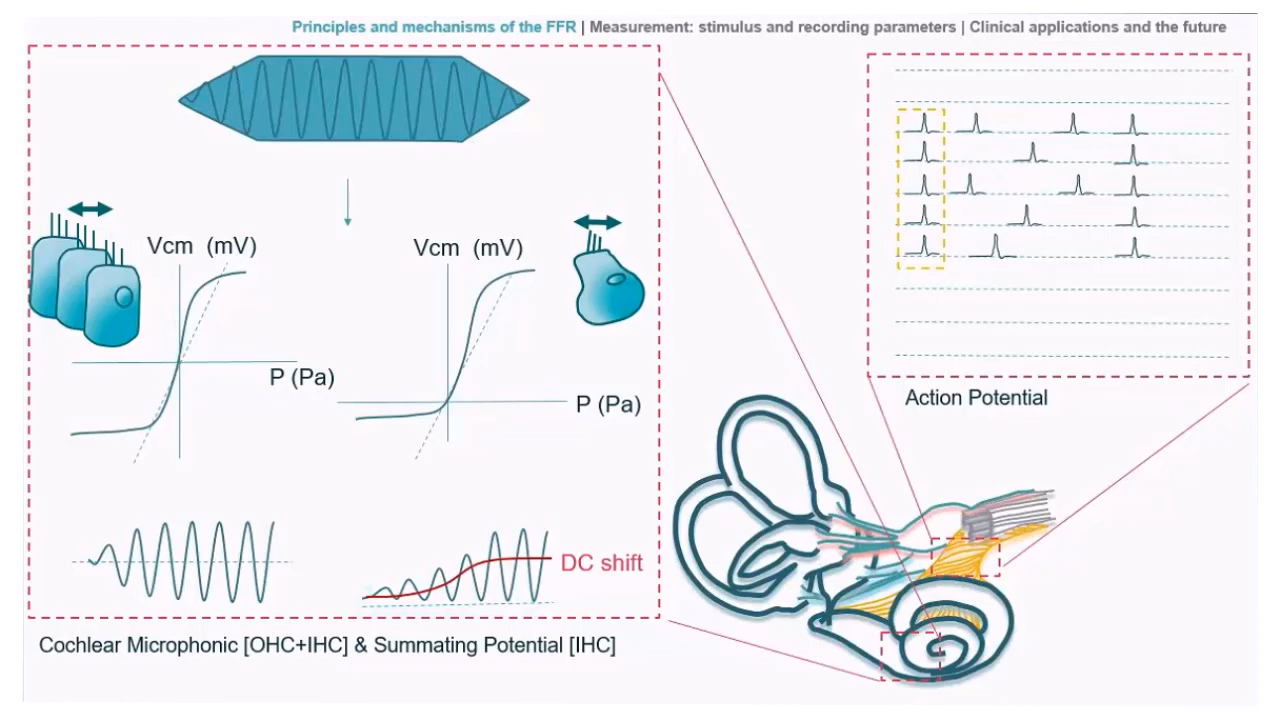 Principles and mechanisms of the FFR | Measurement: stimulus and recording parameters | Clinical applications and the future
Vcm (mV)
P (Pa)
Vcm (mV)
P (Pa)
DC shift
Cochlear Microphonic [OHC+IHC] & Summating Potential [IHC]
Action Potential